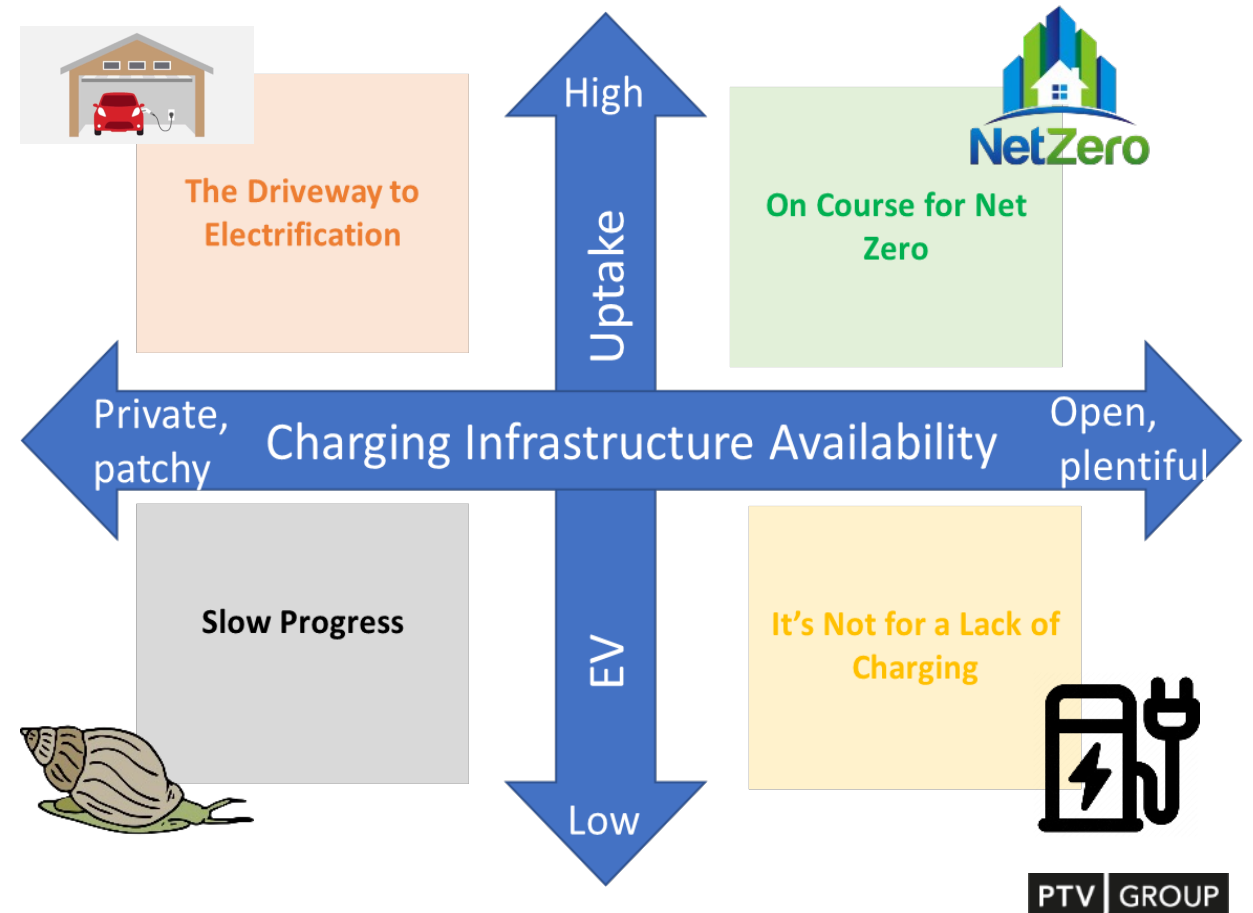 High
NetZero
The Driveway to
Electrification
On Course for Net
Zero
EV Uptake
Private,
patchy
Charging Infrastructure Availability
Open,
plentiful
Slow Progress
It’s Not for a Lack of
Charging
Low
PTV GROUP